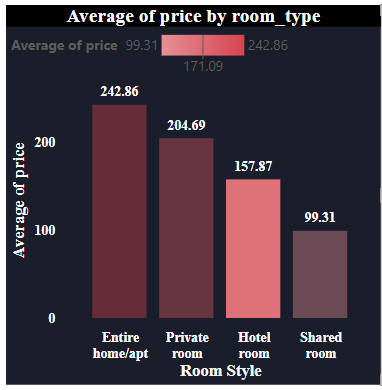 Average of price by room_type
Average of price 99.31 242.86
171.09
242.86
204.69
157.87
99.31
200
100
0
Average of price
Entire
home/apt
Private
room
Hotel
room
Shared
room
Room Style